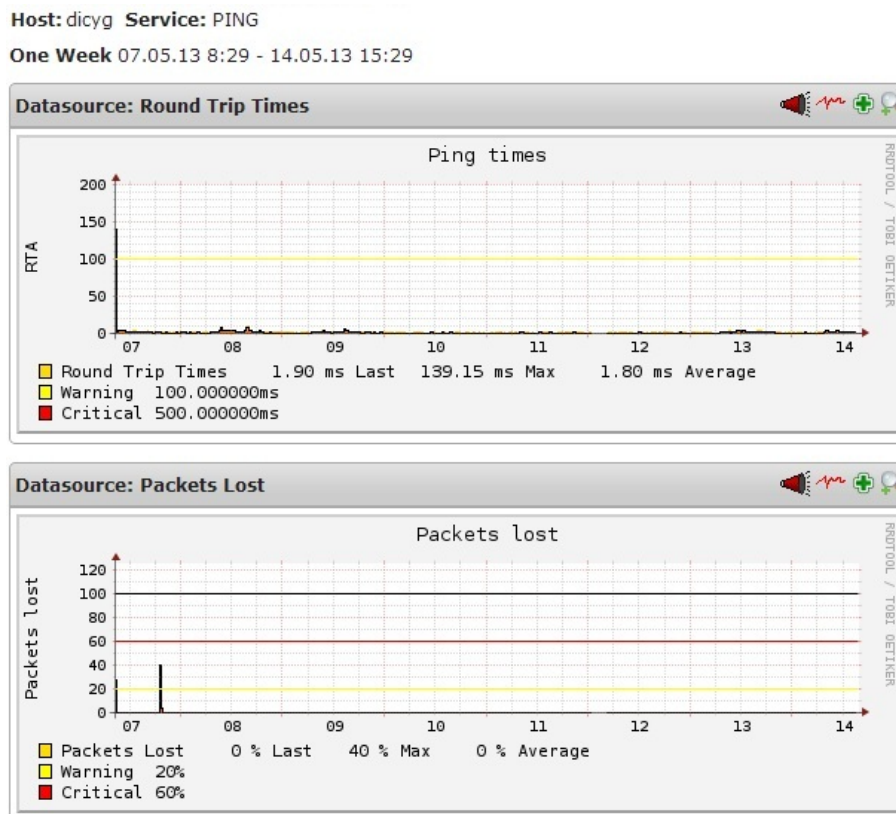 Host: dicyg Service: PING
One Week 07.05.13 8:29 - 14.05.13 15:29
Datasource: Round Trip Times
Ping times
200
150
100
50
0
RTA
07 08 09 10 11 12 13 14
Round Trip Times 1.90 ms Last 139.15 ms Max 1.80 ms Average
Warning 100.000000ms
Critical 500.000000ms
RRDTOOL / TOBI OETIKER
Datasource: Packets Lost
Packets lost
120
100
80
60
40
20
0
Packets lost
07 08 09 10 11 12 13 14
Packets Lost 0 % Last 40 % Max 0 % Average
Warning 20%
Critical 60%
RRDTOOL / TOBI OETIKER